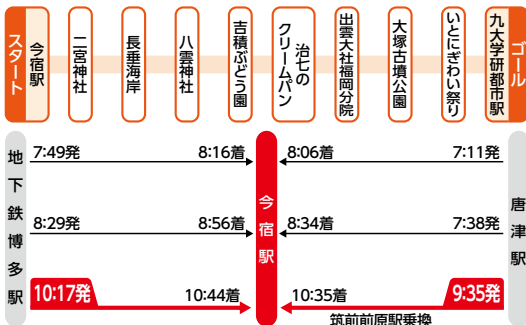 スタート
今宿駅
二宮神社
長垂海岸
八雲神社
吉積ぶどう園
治七の
クリームパン
出雲大社福岡分院
大塚古墳公園
いとにぎわい祭り
九大学研都市駅
ゴール
地下鉄博多駅
7:49発
8:16着
8:29発
8:56着
10:17発
10:44着
今宿駅
8:06着
7:11発
8:34着
7:38発
10:35着
9:35発
筑前前原駅乗換
唐津駅